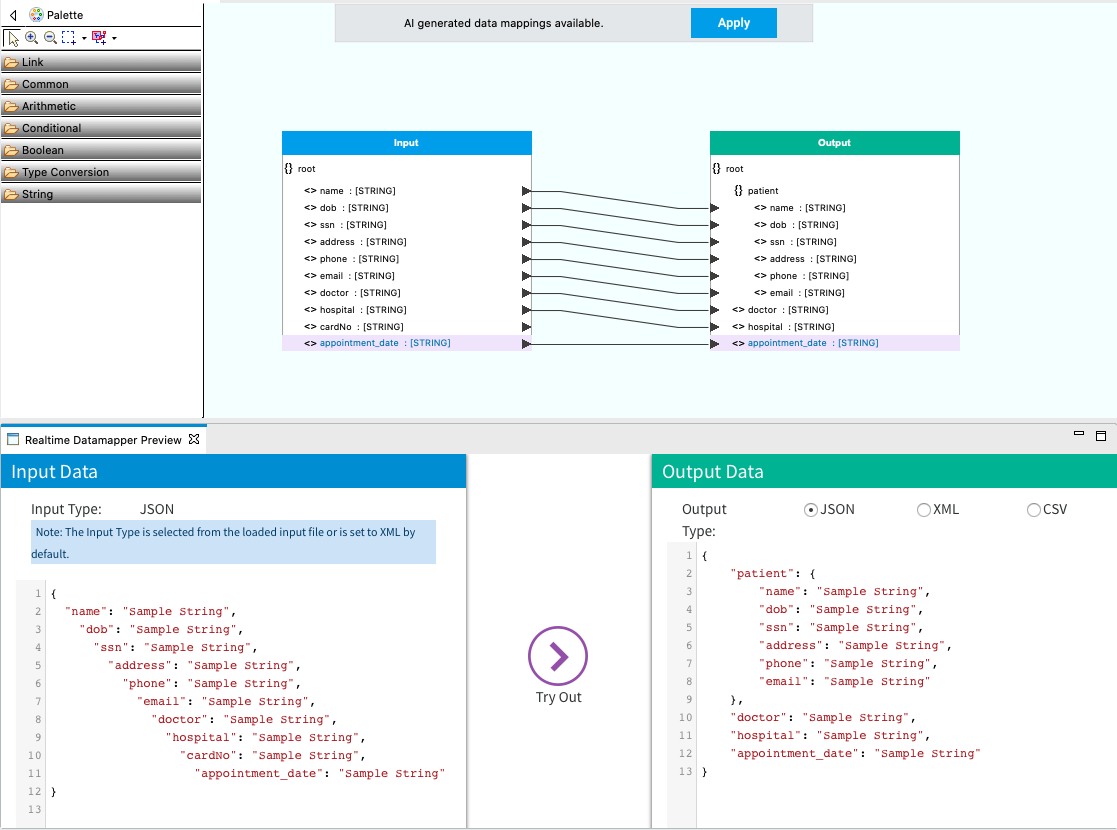 Palette
AI generated data mappings available.
Apply
Link
Common
Arithmetic
Conditional
Boolean
Type Conversion
String
Input
{} root
<> name : [STRING]
<> dob : [STRING]
<> ssn : [STRING]
<> address : [STRING]
<> phone : [STRING]
<> email : [STRING]
<> doctor : [STRING]
<> hospital : [STRING]
<> cardNo : [STRING]
<> appointment_date : [STRING]
Output
{} root
{} patient
<> name : [STRING]
<> dob : [STRING]
<> ssn : [STRING]
<> address : [STRING]
<> phone : [STRING]
<> email : [STRING]
<> doctor : [STRING]
<> hospital : [STRING]
<> appointment_date : [STRING]
Realtime Datamapper Preview
Input Data
Input Type: JSON
Note: The Input Type is selected from the loaded input file or is set to XML by
default.
1 {
2 "name": "Sample String",
3 "dob": "Sample String",
4 "ssn": "Sample String",
5 "address": "Sample String",
6 "phone": "Sample String",
7 "email": "Sample String",
8 "doctor": "Sample String",
9 "hospital": "Sample String",
10 "cardNo": "Sample String",
11 "appointment_date": "Sample String"
12 }
13
Try Out
Output Data
Output JSON XML CSV
Type:
1 {
2 "patient": {
3 "name": "Sample String",
4 "dob": "Sample String",
5 "ssn": "Sample String",
6 "address": "Sample String",
7 "phone": "Sample String",
8 "email": "Sample String"
9 },
10 "doctor": "Sample String",
11 "hospital": "Sample String",
12 "appointment_date": "Sample String"
13 }